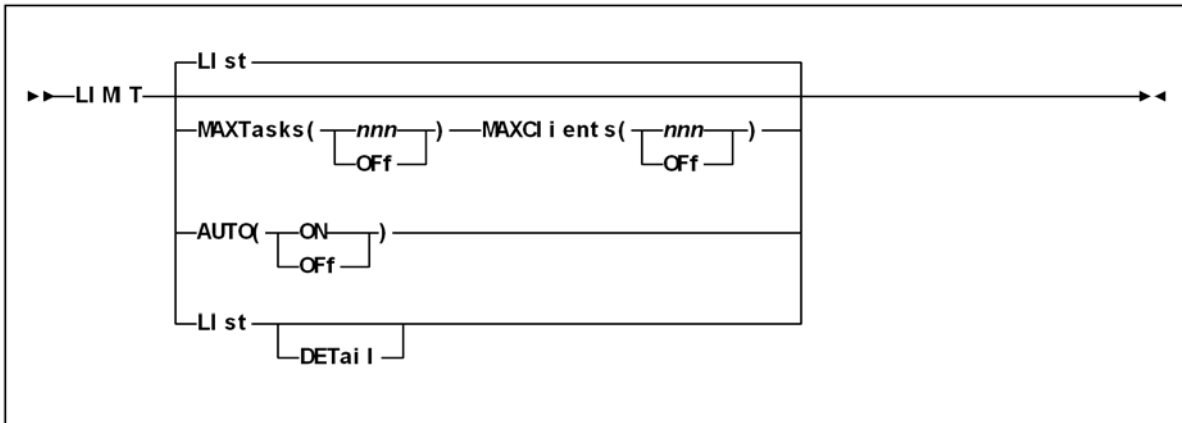 LIst
LIMIT
MAXTasks( nnn ) MAXClients( nnn )
OFf OFf
AUTO( ON )
OFf
LIst
DETail